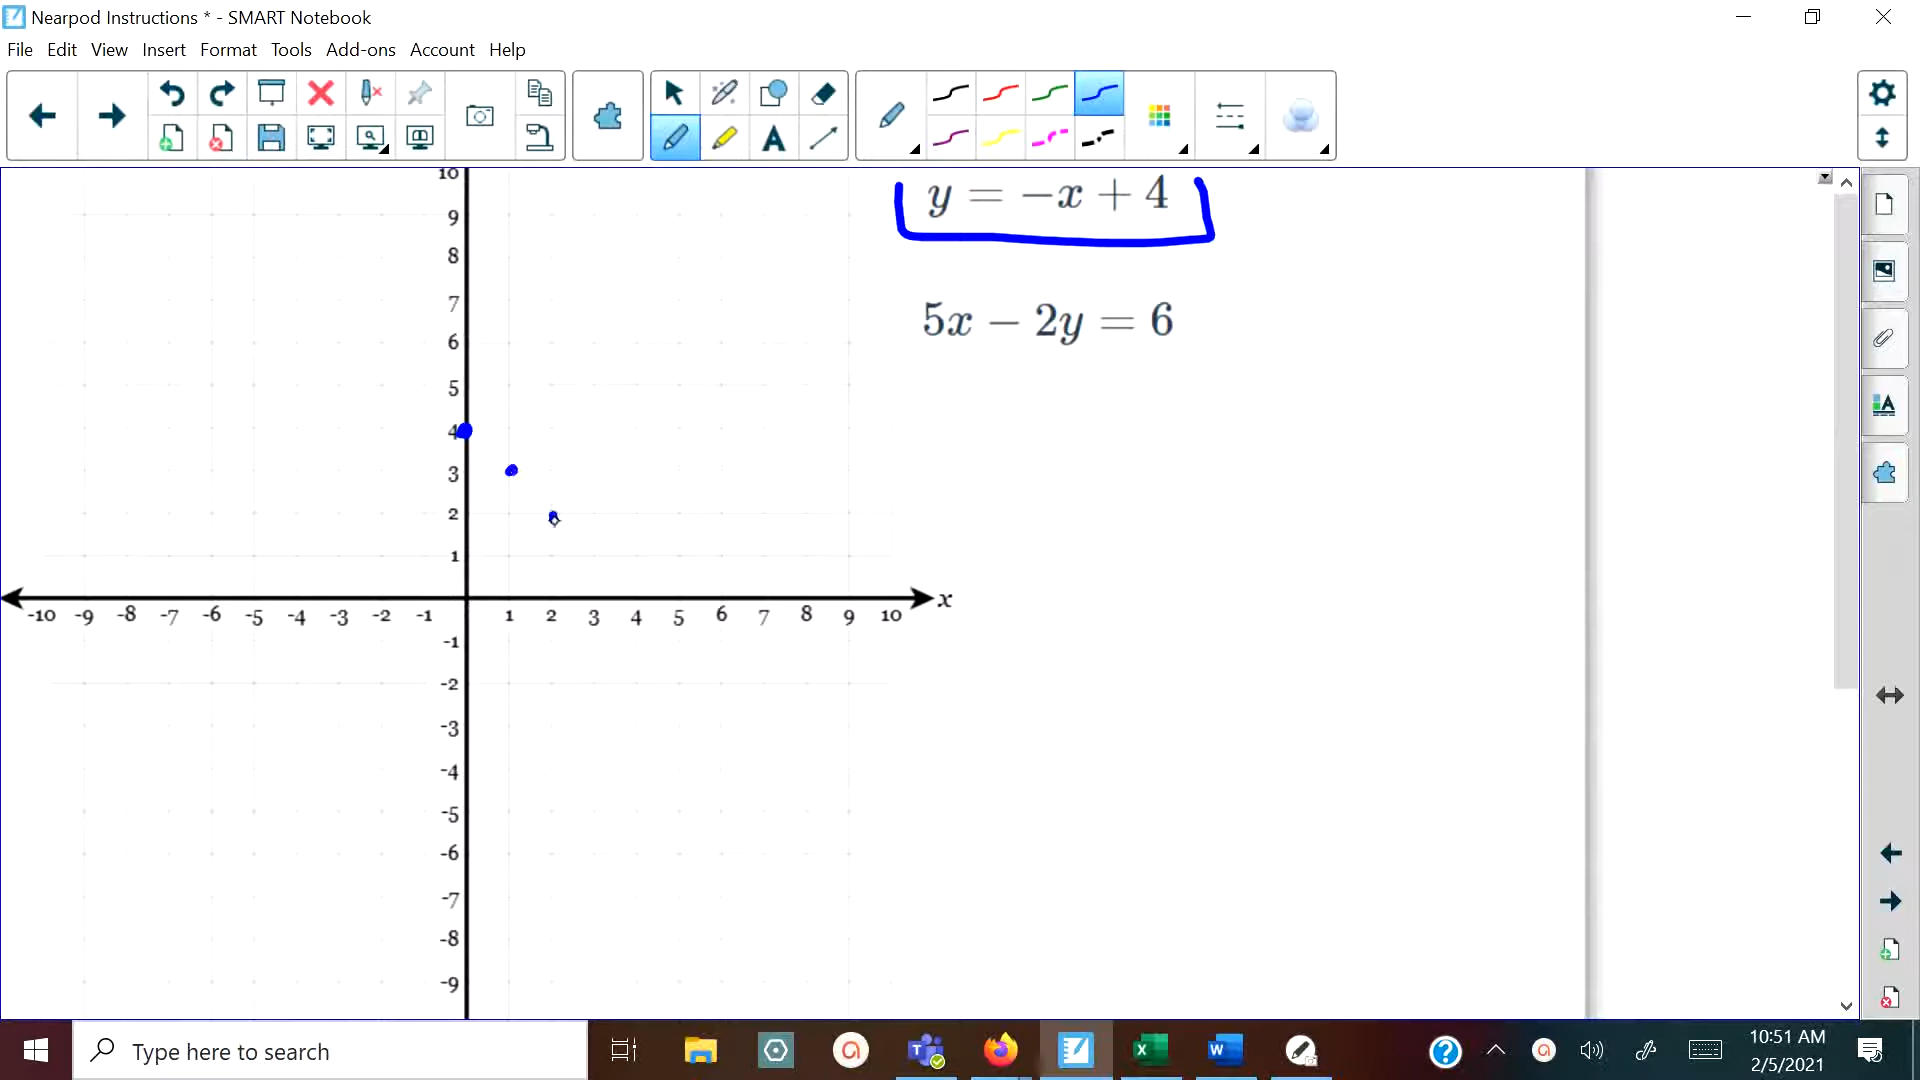 Nearpod Instructions * - SMART Notebook
File Edit View Insert Format Tools Add-ons Account Help
10
9
8
7
6
5
4
3
2
1
y = −x + 4
5x − 2y = 6
x
-10 -9 -8 -7 -6 -5 -4 -3 -2 -1 1 2 3 4 5 6 7 8 9 10
-1
-2
-3
-4
-5
-6
-7
-8
-9
Type here to search
10:51 AM
2/5/2021